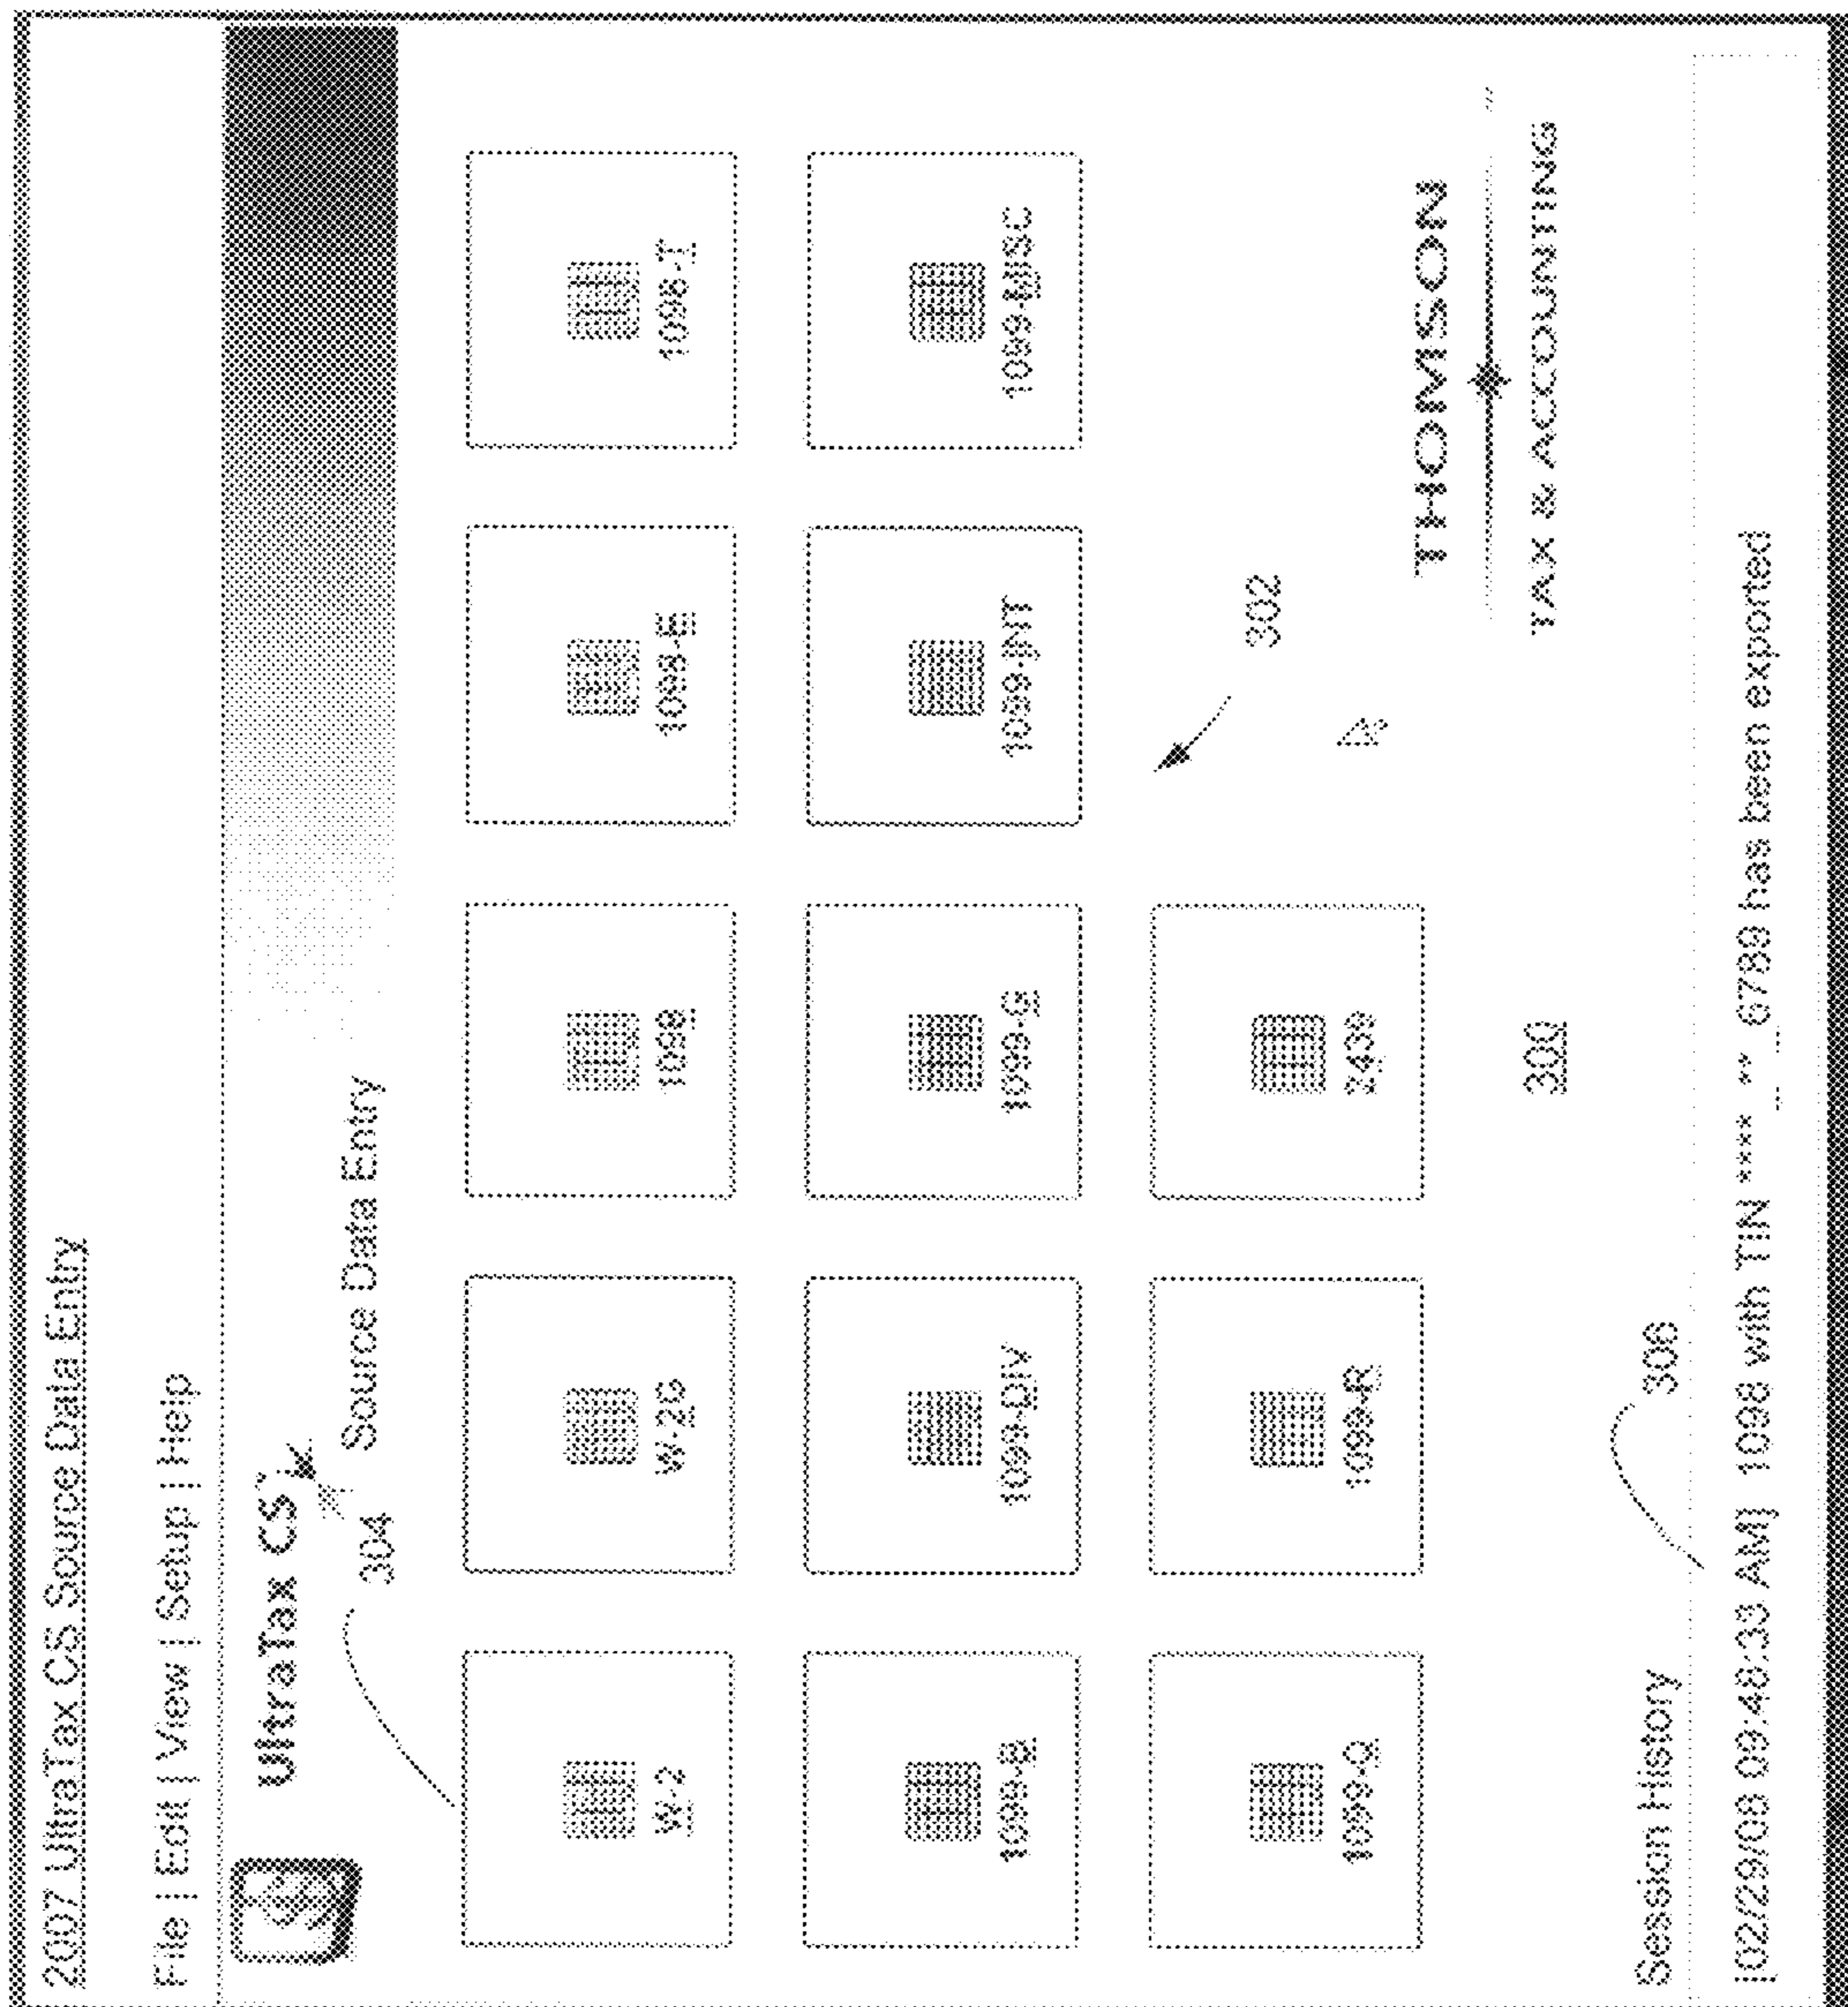 2007 UltraTax CS Source Data Entry
File | Edit | View | Setup | Help
UltraTax CS™
304
Source Data Entry
W-2
W-2G
1098
1098-E
1098-T
1099-B
1099-DIV
1099-G
1099-INT
1099-MISC
1099-Q
1099-R
2439
302
THOMSON
TAX & ACCOUNTING
300
306
Session History
[02/29/08 09:48:33 AM] 1098 with TIN **** ** 6789 has been exported